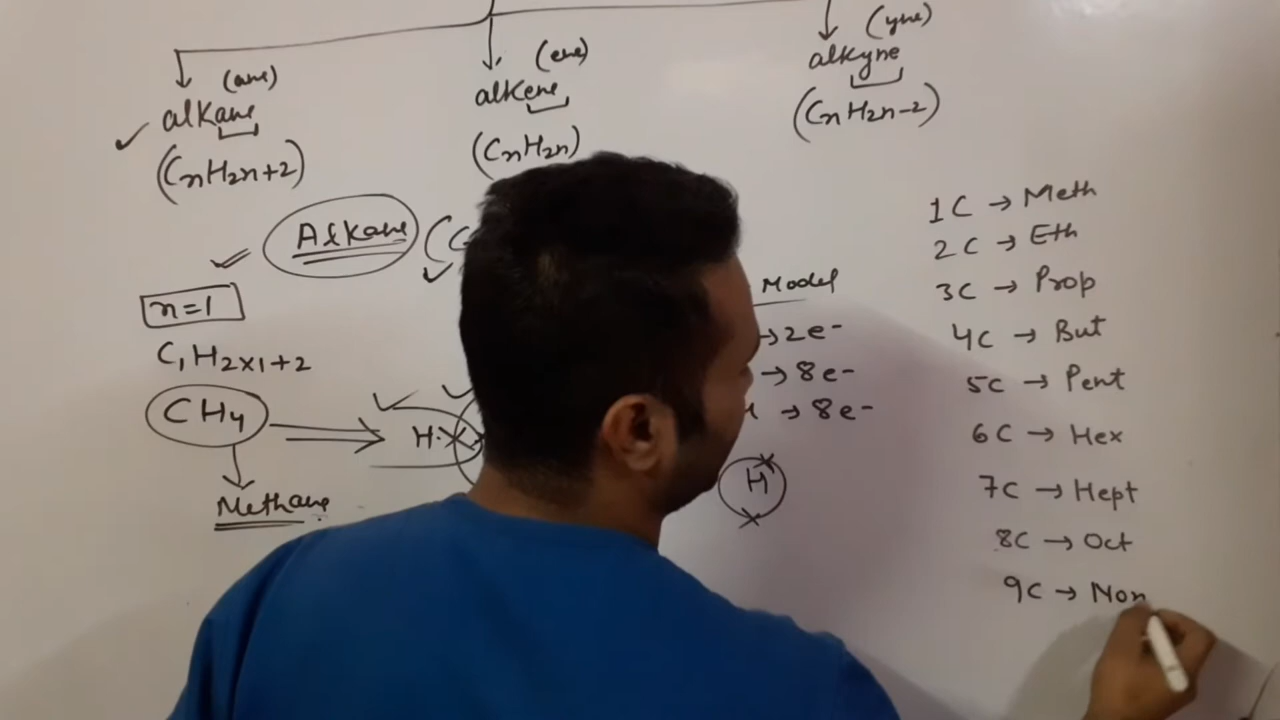 (ane) (ene) (yne)
alkane alkene alkyne
(CnH2n+2) (CnH2n) (CnH2n-2)
Alkane (C
n=1
C1H2×1+2
CH4
H
Methane
Model
→2e-
→8e-
→8e-
H
1C → Meth
2C → Eth
3C → Prop
4C → But
5C → Pent
6C → Hex
7C → Hept
8C → Oct
9C → Non